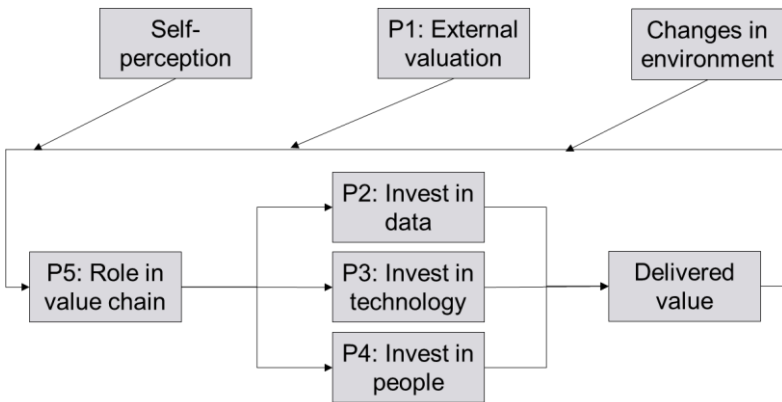 Self-
perception
P1: External
valuation
Changes in
environment
P2: Invest in
data
P5: Role in
value chain
P3: Invest in
technology
Delivered
value
P4: Invest in
people